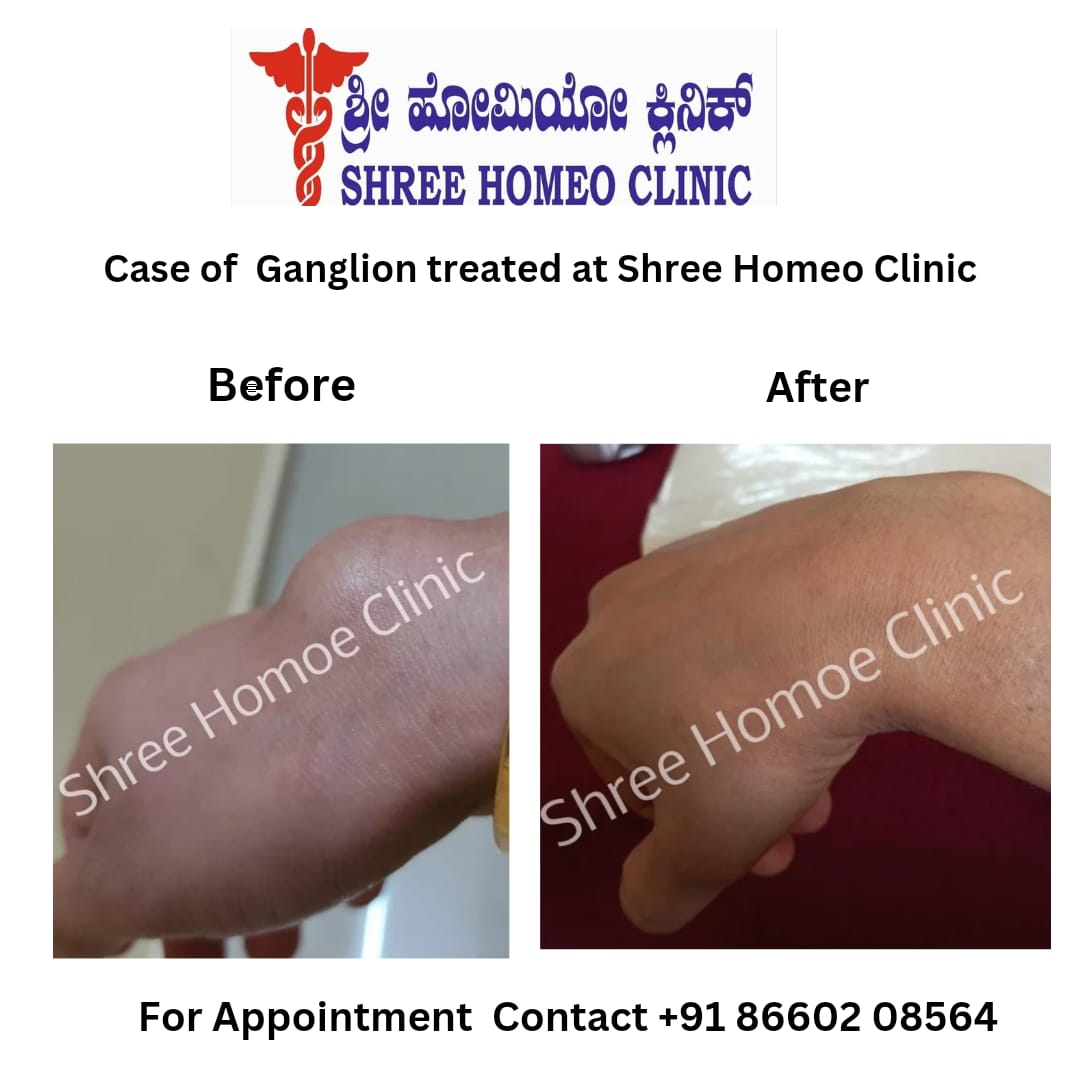 ಶ್ರೀ ಹೋಮಿಯೋ ಕ್ಲಿನಿಕ್
SHREE HOMEO CLINIC
Case of Ganglion treated at Shree Homeo Clinic
Before
After
Shree Homoe Clinic
Shree Homoe Clinic
For Appointment Contact +91 86602 08564